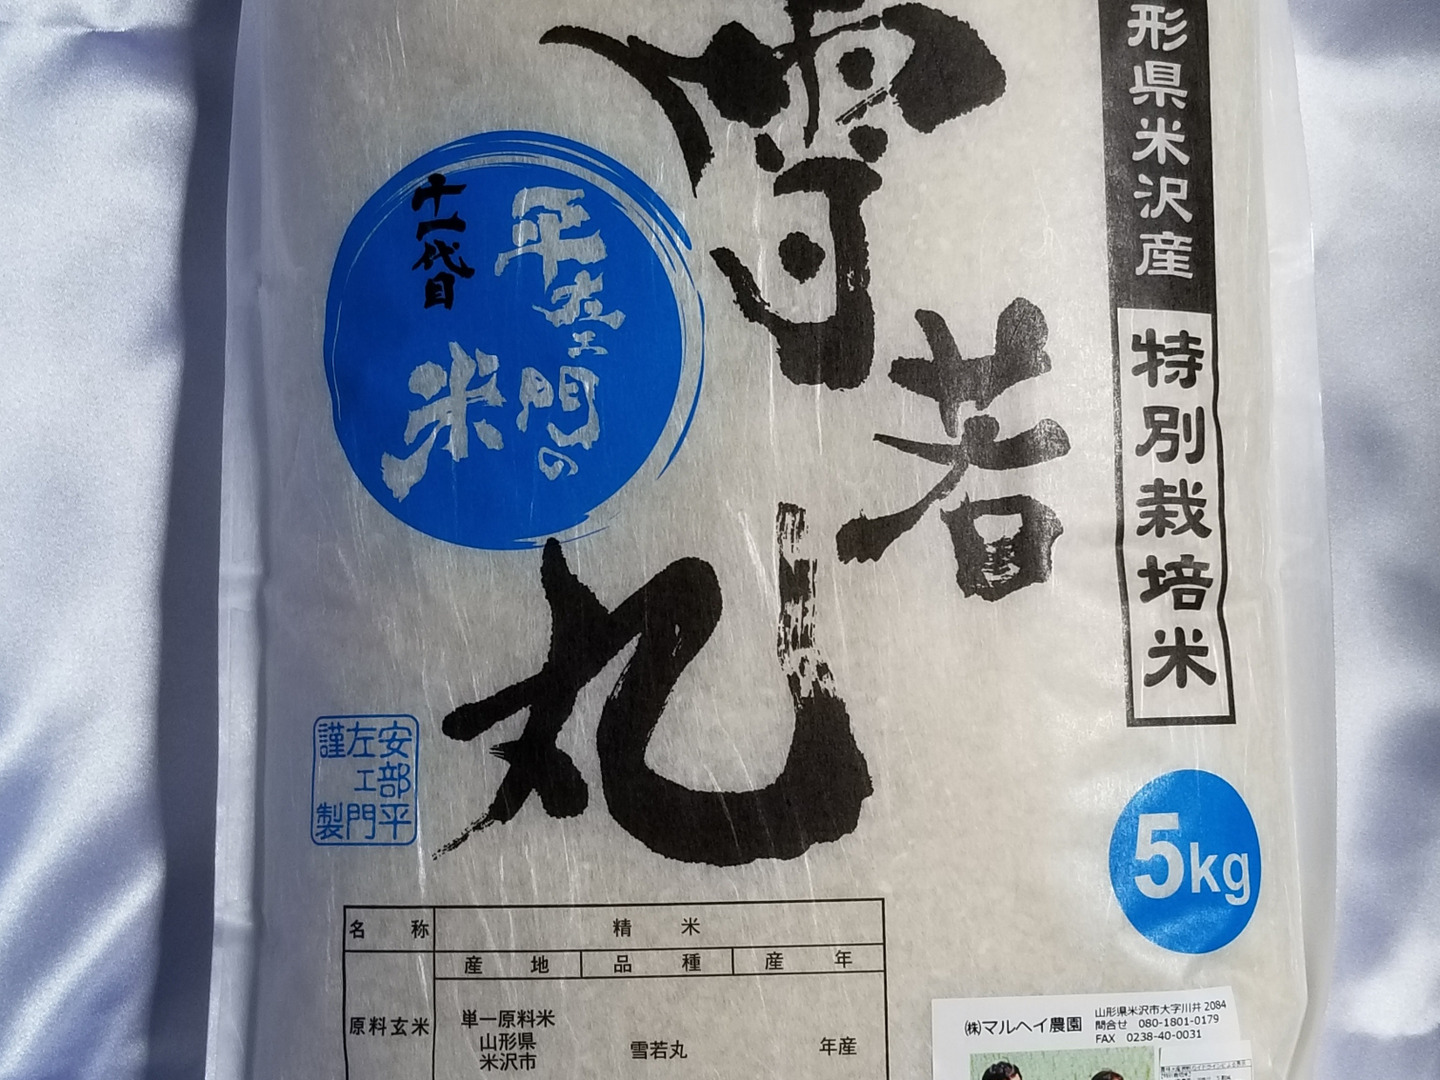 雪若丸
形県米沢産
特別栽培米
十一代目
平左エ門の
米
安部平
左エ門
謹製
5kg
名 称 精 米
産 地 品 種 産 年
原料玄米
単一原料米
山形県
米沢市
雪若丸
年産
㈱マルヘイ農園
山形県米沢市大字川井2084
問合せ 080-1801-0179
FAX 0238-40-0031